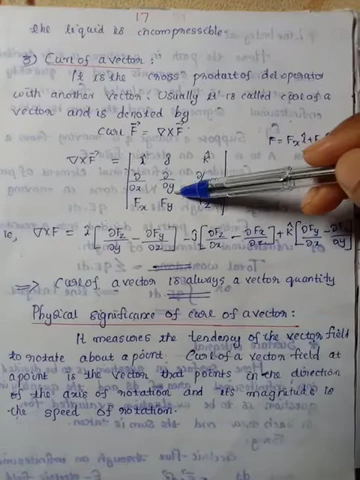 17
the liquid is incompressible.
3) Curl of a vector :
It is the cross product of del operator
with another vector. Usually it is called curl of a
vector and is denoted by
Curl F⃗ = ∇×F⃗
F⃗ = Fx î + F
∇×F⃗ = | î ĵ k̂ |
∂/∂x ∂/∂y
Fx Fy Fz
ie, ∇×F = î [∂Fz/∂y − ∂Fy/∂z] − ĵ [∂Fz/∂x − ∂Fx/∂z] + k̂ [∂Fy/∂x − ∂F
⟹ Curl of a vector is always a vector quantity
Physical significance of curl of a vector :
It measures the tendency of the vector field
to rotate about a point. Curl of a vector field at
a point is the vector that points in the direction
of the axis of rotation and its magnitude is
the speed of rotation.